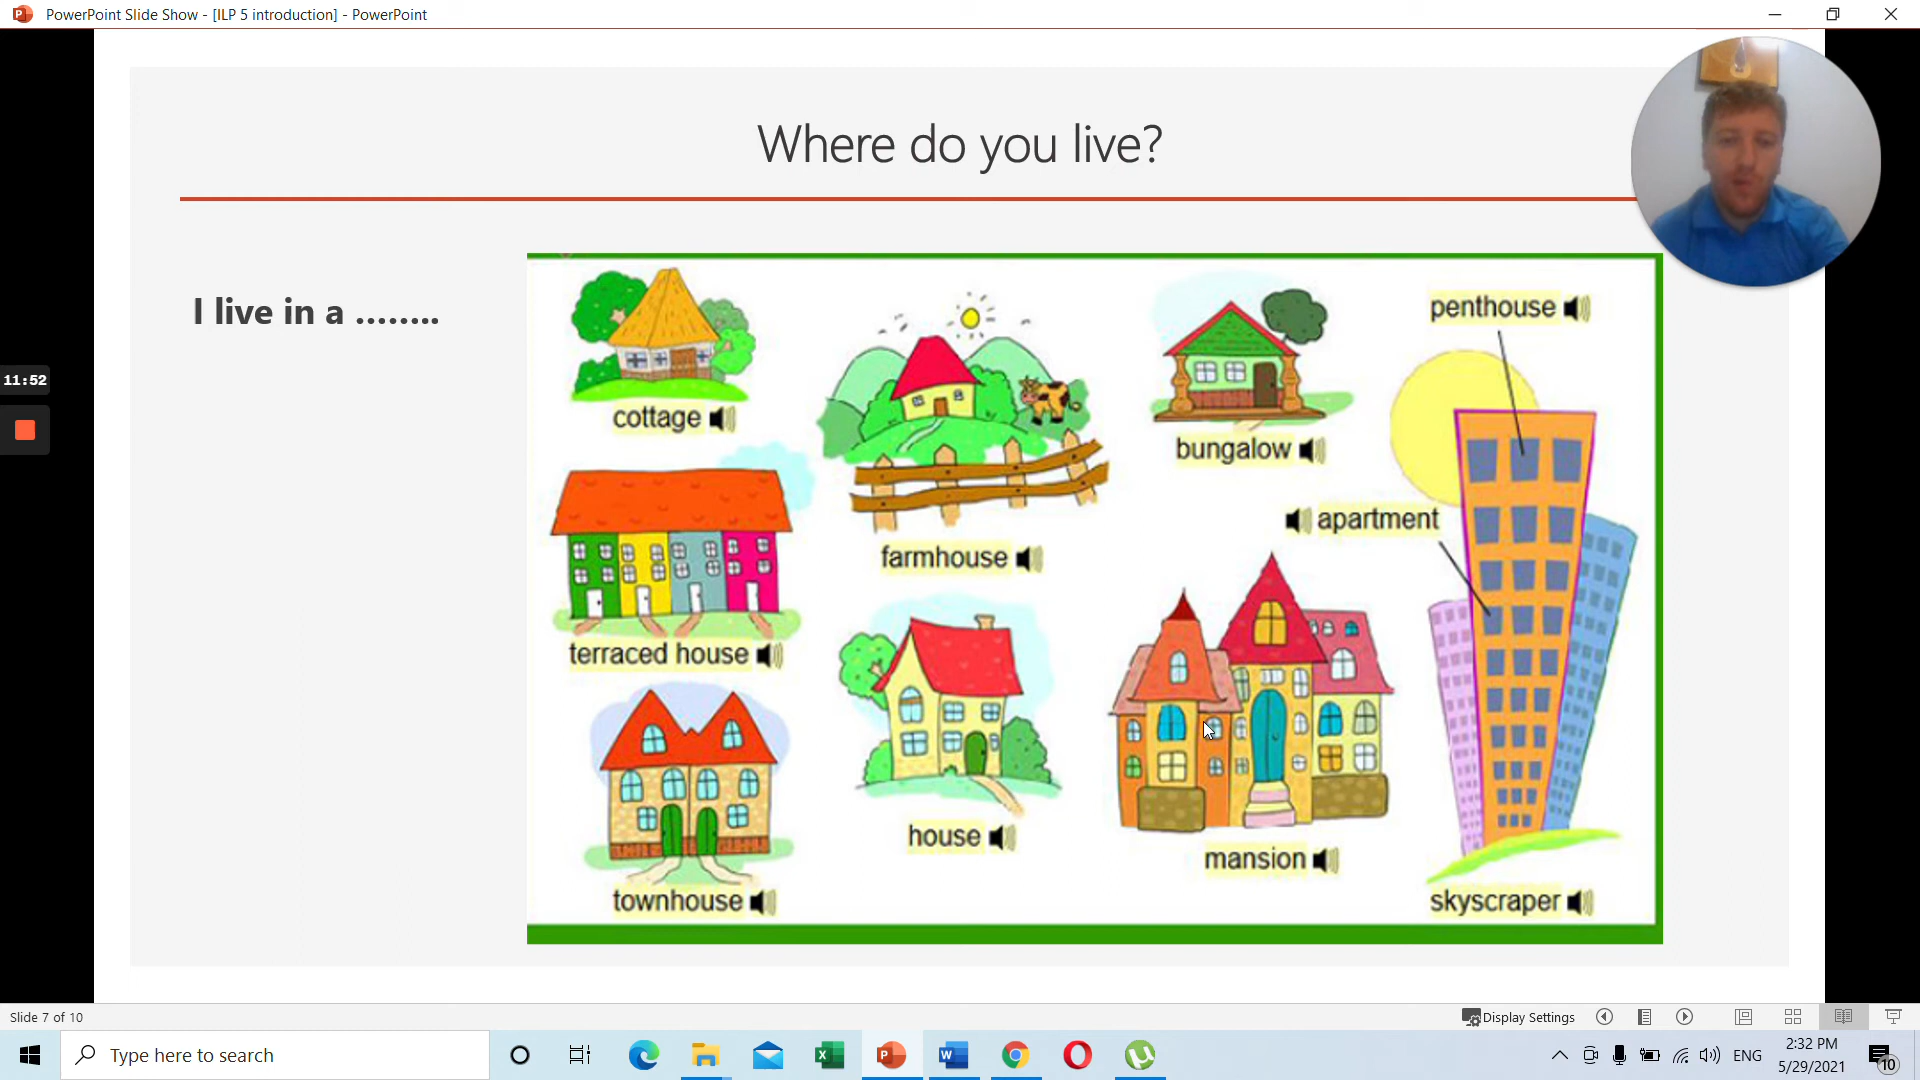 PowerPoint Slide Show - [ILP 5 introduction] - PowerPoint
Where do you live?
I live in a ........
cottage
farmhouse
bungalow
penthouse
apartment
terraced house
house
mansion
townhouse
skyscraper
11:52
Slide 7 of 10
Display Settings
Type here to search
ENG
2:32 PM
5/29/2021
10